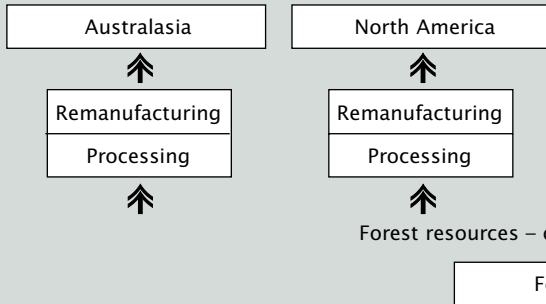 Australasia
North America
Remanufacturing
Processing
Remanufacturing
Processing
Forest resources –